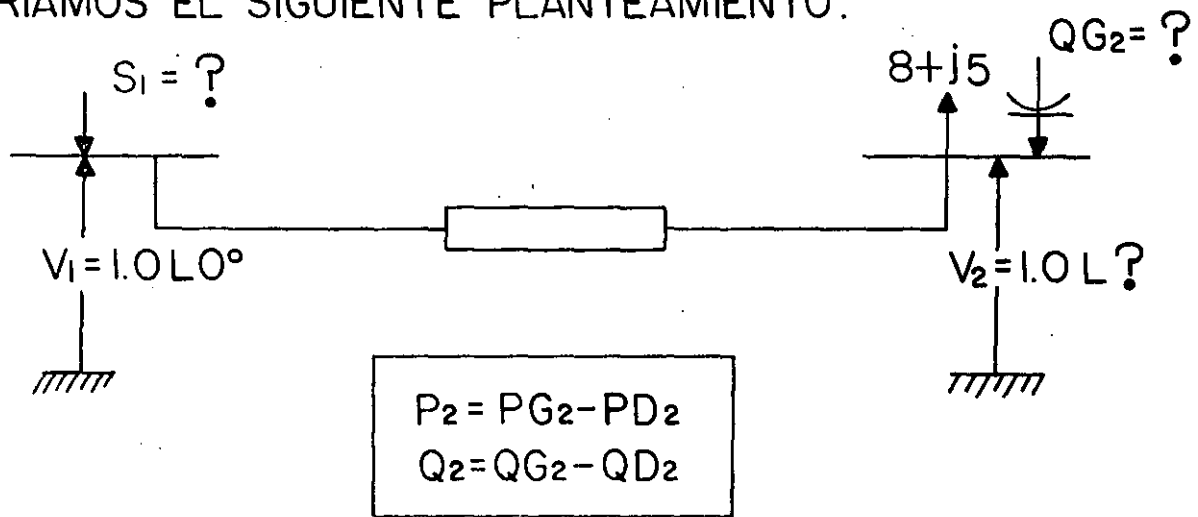 RIAMOS EL SIGUIENTE PLANTEAMIENTO:
S1 = ?
8+j5
QG2= ?
V1 = 1.0 L0°
V2 = 1.0 L ?
P2 = PG2-PD2
Q2 = QG2-QD2